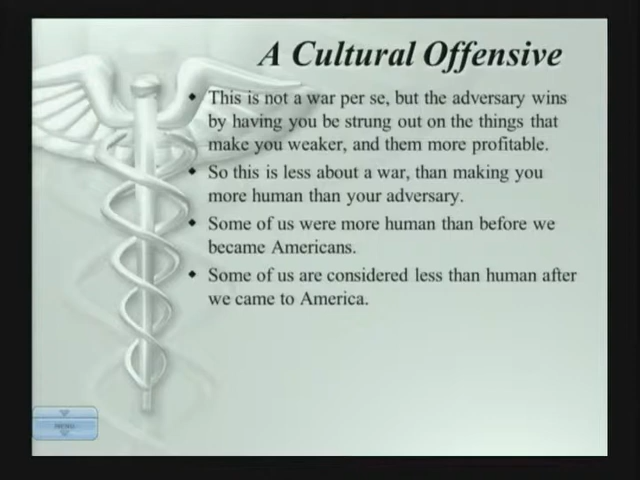 A Cultural Offensive
This is not a war per se, but the adversary wins
by having you be strung out on the things that
make you weaker, and them more profitable.
So this is less about a war, than making you
more human than your adversary.
Some of us were more human than before we
became Americans.
Some of us are considered less than human after
we came to America.
MENU